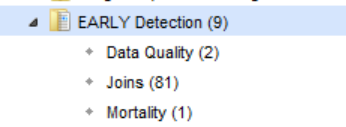 EARLY Detection (9)
Data Quality (2)
Joins (81)
Mortality (1)